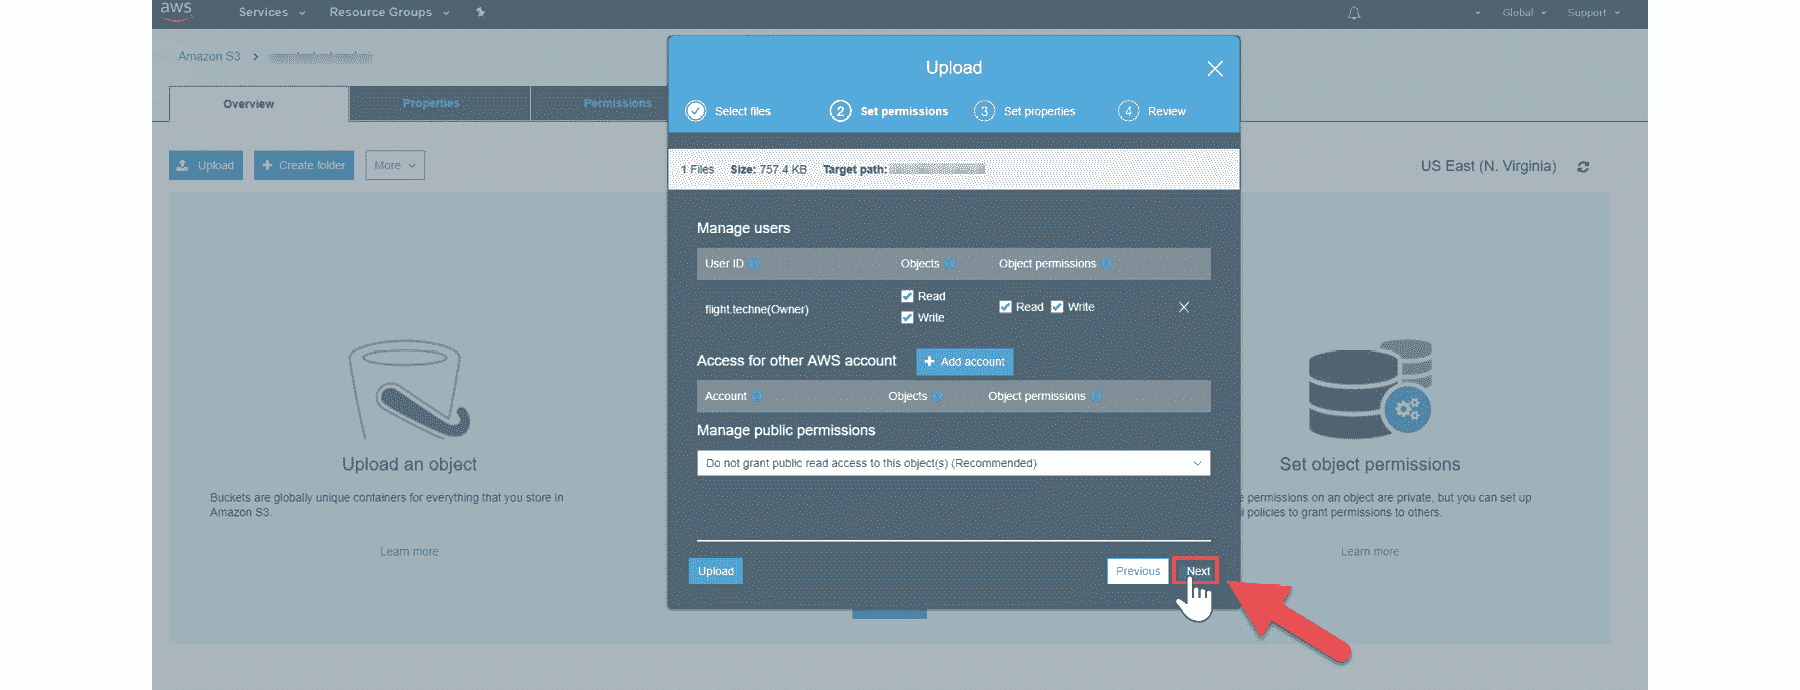 aws Services Resource Groups Global Support
Amazon S3
Overview Properties Permissions
Upload Create folder More
US East (N. Virginia)
Upload an object
Buckets are globally unique containers for everything that you store in
Amazon S3.
Learn more
Upload
Select files 2 Set permissions 3 Set properties 4 Review
1 Files Size: 757.4 KB Target path:
Manage users
User ID Objects Object permissions
flight.techne(Owner) Read Write Read Write
Access for other AWS account + Add account
Account Objects Object permissions
Manage public permissions
Do not grant public read access to this object(s) (Recommended)
Upload Previous Next
Set object permissions
permissions on an object are private, but you can set up
policies to grant permissions to others.
Learn more